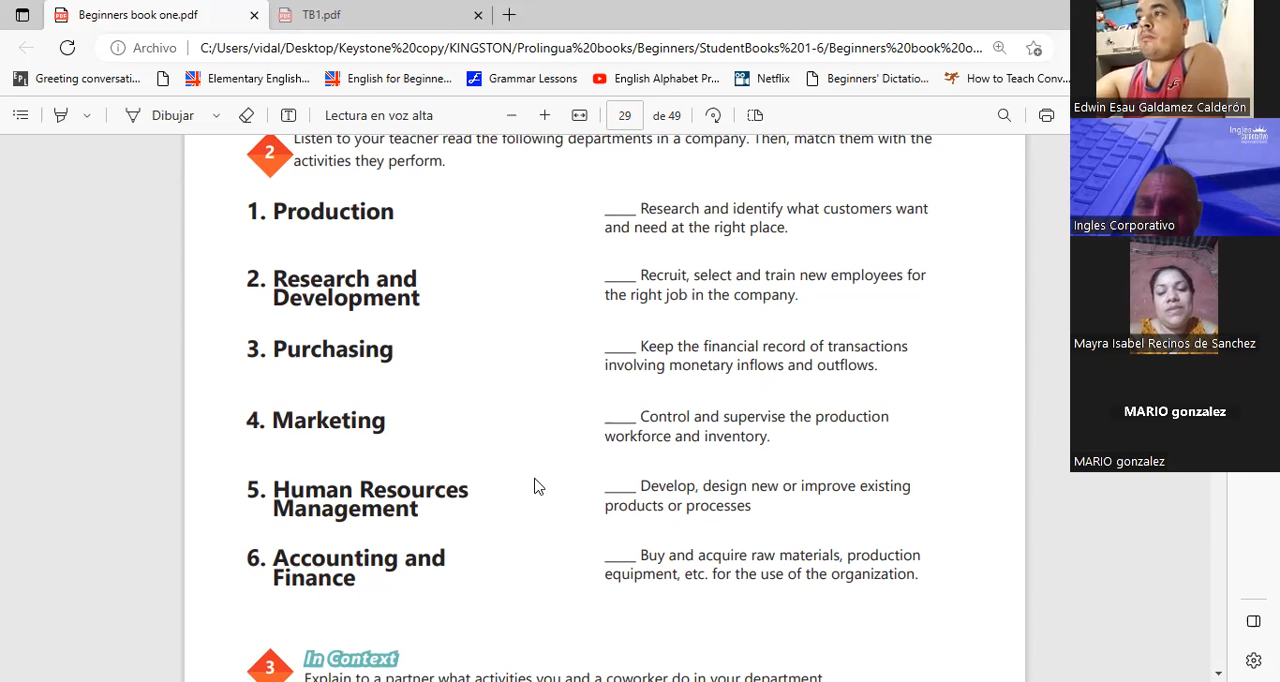 Beginners book one.pdf
TB1.pdf
Archivo
C:/Users/vidal/Desktop/Keystone%20copy/KINGSTON/Prolingua%20books/Beginners/StudentBooks%201-6/Beginners%20book%20o...
Greeting conversati...
Elementary English...
English for Beginne...
Grammar Lessons
English Alphabet Pr...
Netflix
Beginners' Dictatio...
How to Teach Conv...
Dibujar
Lectura en voz alta
29
de 49
2
Listen to your teacher read the following departments in a company. Then, match them with the
activities they perform.
1. Production
____ Research and identify what customers want
and need at the right place.
2. Research and
Development
____ Recruit, select and train new employees for
the right job in the company.
3. Purchasing
____ Keep the financial record of transactions
involving monetary inflows and outflows.
4. Marketing
____ Control and supervise the production
workforce and inventory.
5. Human Resources
Management
____ Develop, design new or improve existing
products or processes
6. Accounting and
Finance
____ Buy and acquire raw materials, production
equipment, etc. for the use of the organization.
3
In Context
Explain to a partner what activities you and a coworker do in your department
Edwin Esau Galdamez Calderón
Ingles Corporativo
Mayra Isabel Recinos de Sanchez
MARIO gonzalez
MARIO gonzalez